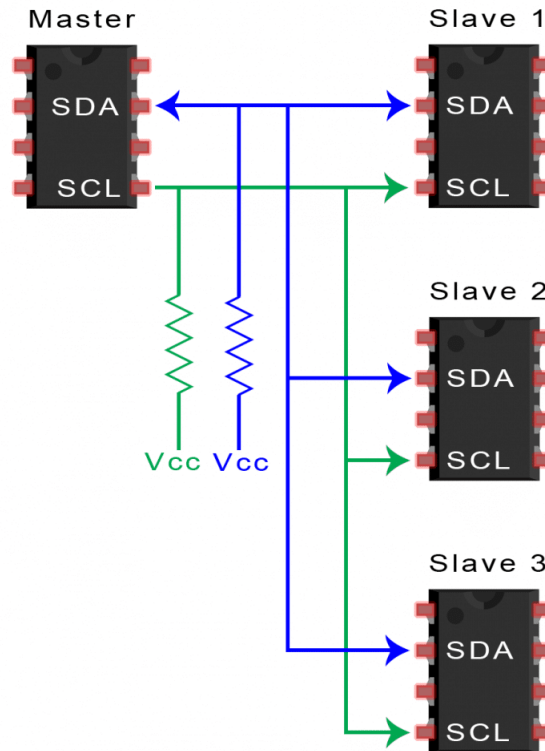 Master
Slave 1
SDA
SDA
SCL
SCL
Slave 2
SDA
Vcc
Vcc
SCL
Slave 3
SDA
SCL